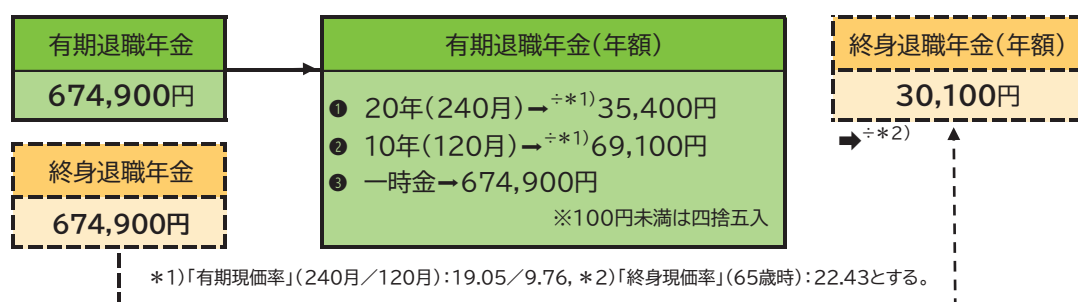 有期退職年金
674,900円
有期退職年金(年額)
❶ 20年(240月)➡÷*1)35,400円
❷ 10年(120月)➡÷*1)69,100円
❸ 一時金➡674,900円
※100円未満は四捨五入
終身退職年金(年額)
30,100円
➡÷*2)
終身退職年金
674,900円
*1)「有期現価率」(240月/120月):19.05/9.76, *2)「終身現価率」(65歳時):22.43とする。